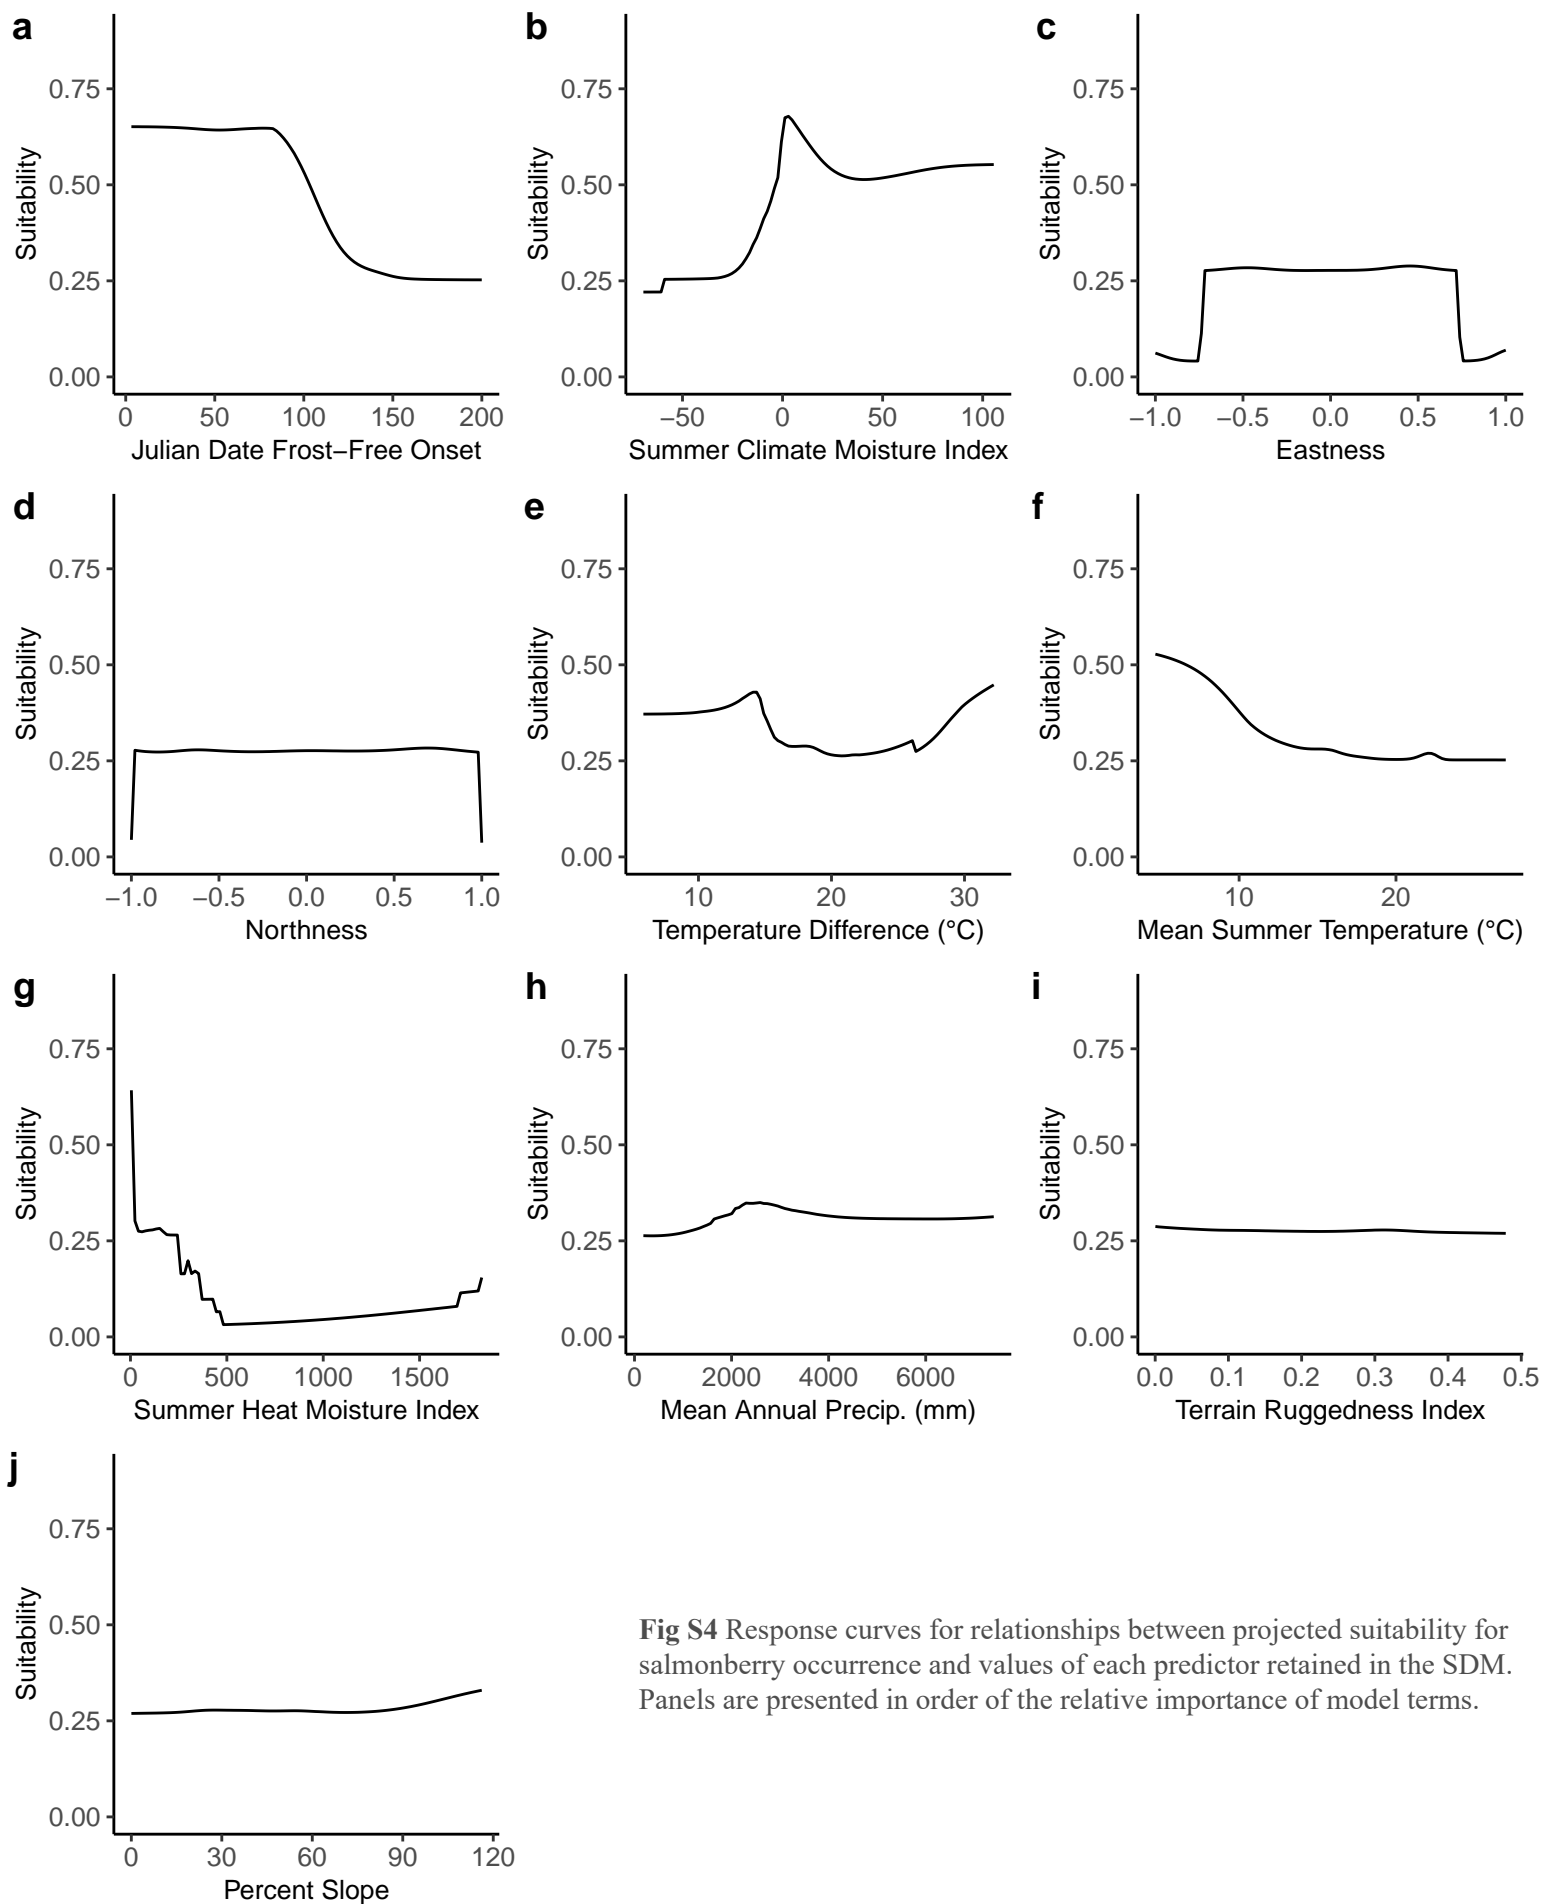 a
0.75
0.50
0.25
0.00
Suitability
0 50 100 150 200
Julian Date Frost−Free Onset
b
0.75
0.50
0.25
0.00
Suitability
−50 0 50 100
Summer Climate Moisture Index
c
0.75
0.50
0.25
0.00
Suitability
−1.0 −0.5 0.0 0.5 1.0
Eastness
d
0.75
0.50
0.25
0.00
Suitability
−1.0 −0.5 0.0 0.5 1.0
Northness
e
0.75
0.50
0.25
0.00
Suitability
10 20 30
Temperature Difference (°C)
f
0.75
0.50
0.25
0.00
Suitability
10 20
Mean Summer Temperature (°C)
g
0.75
0.50
0.25
0.00
Suitability
0 500 1000 1500
Summer Heat Moisture Index
h
0.75
0.50
0.25
0.00
Suitability
0 2000 4000 6000
Mean Annual Precip. (mm)
i
0.75
0.50
0.25
0.00
Suitability
0.0 0.1 0.2 0.3 0.4 0.5
Terrain Ruggedness Index
j
0.75
0.50
0.25
0.00
Suitability
0 30 60 90 120
Percent Slope
Fig S4 Response curves for relationships between projected suitability for
salmonberry occurrence and values of each predictor retained in the SDM.
Panels are presented in order of the relative importance of model terms.